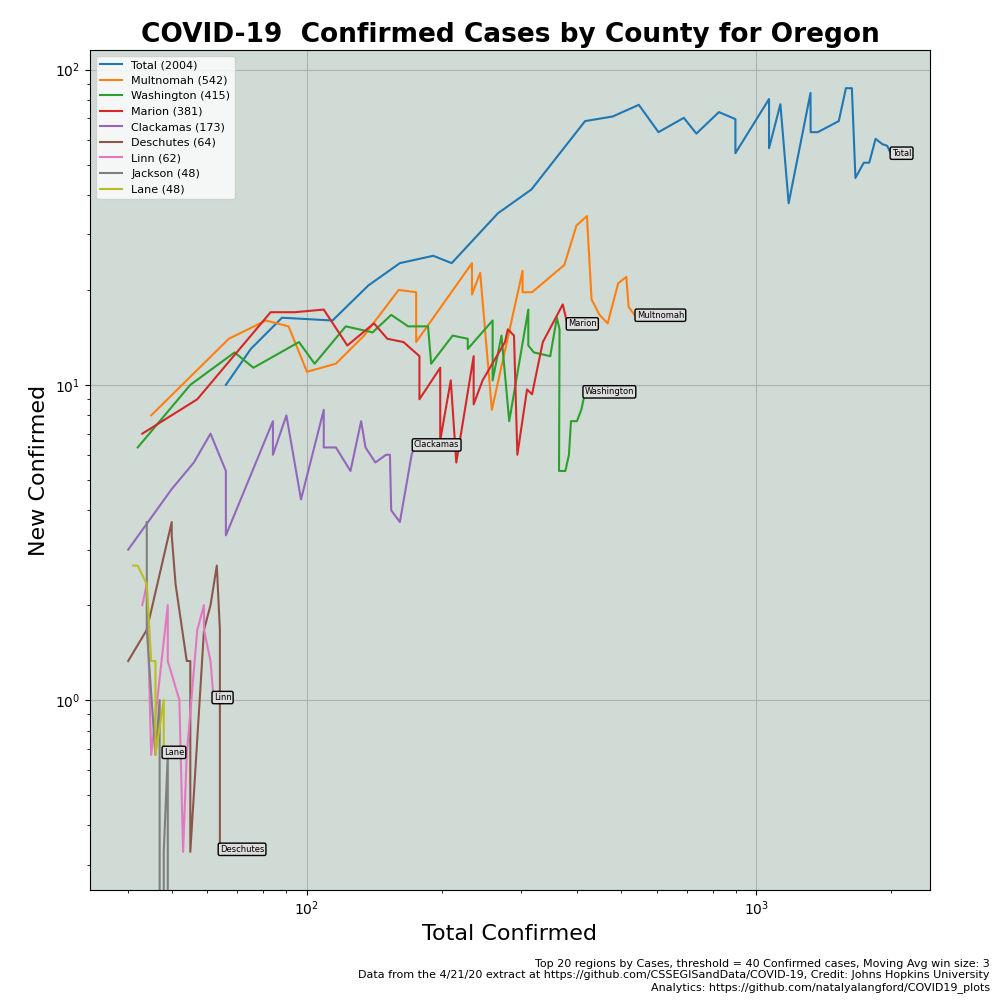 COVID-19  Confirmed Cases by County for Oregon
10²
Total (2004)
Multnomah (542)
Washington (415)
Marion (381)
Clackamas (173)
Deschutes (64)
Linn (62)
Jackson (48)
Lane (48)
Total
Multnomah
Marion
10¹
Washington
Clackamas
New Confirmed
Linn
10⁰
Lane
Deschutes
10² 10³
Total Confirmed
Top 20 regions by Cases, threshold = 40 Confirmed cases, Moving Avg win size: 3
Data from the 4/21/20 extract at https://github.com/CSSEGISandData/COVID-19, Credit: Johns Hopkins University
Analytics: https://github.com/natalyalangford/COVID19_plots